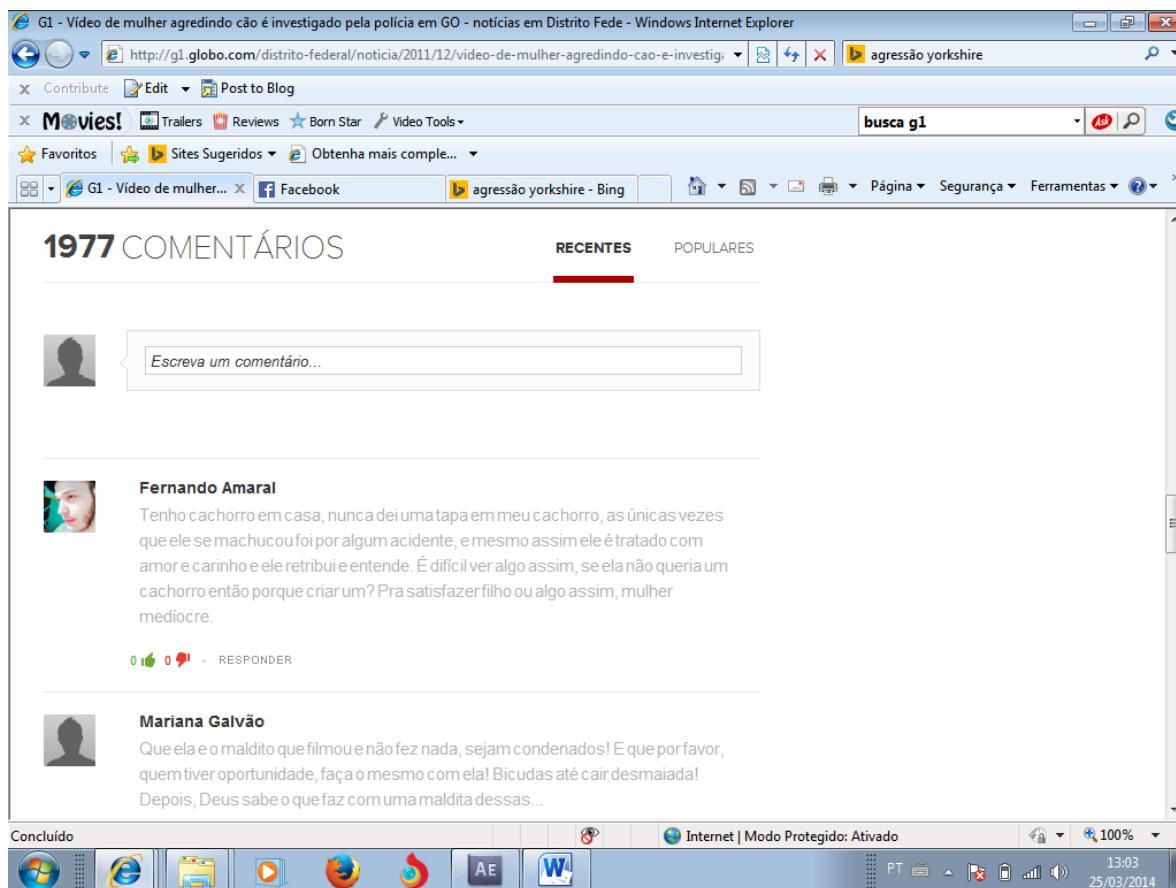 G1 - Vídeo de mulher agredindo cão é investigado pela polícia em GO - notícias em Distrito Fede - Windows Internet Explorer
http://g1.globo.com/distrito-federal/noticia/2011/12/video-de-mulher-agredindo-cao-e-investig agressão yorkshire
x Contribute Edit Post to Blog
x Movies! Trailers Reviews Born Star Video Tools busca g1 Ask
Favoritos Sites Sugeridos Obtenha mais comple...
G1 - Vídeo de mulher... x Facebook agressão yorkshire - Bing Página Segurança Ferramentas
1977 COMENTÁRIOS RECENTES POPULARES
Escreva um comentário...
Fernando Amaral
Tenho cachorro em casa, nunca dei uma tapa em meu cachorro, as únicas vezes
que ele se machucou foi por algum acidente, e mesmo assim ele é tratado com
amor e carinho e ele retribui e entende. É difícil ver algo assim, se ela não queria um
cachorro então porque criar um? Pra satisfazer filho ou algo assim, mulher
medíocre.
0 0 RESPONDER
Mariana Galvão
Que ela e o maldito que filmou e não fez nada, sejam condenados! E que por favor,
quem tiver oportunidade, faça o mesmo com ela! Bicudas até cair desmaiada!
Depois, Deus sabe o que faz com uma maldita dessas...
Concluído Internet | Modo Protegido: Ativado 100%
AE W PT 13:03
25/03/2014